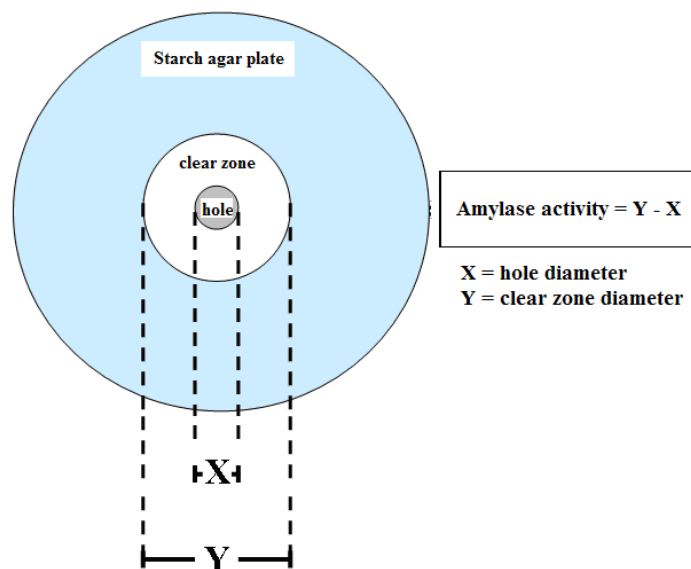 Starch agar plate
clear zone
hole
Amylase activity = Y - X
X = hole diameter
Y = clear zone diameter
X
Y